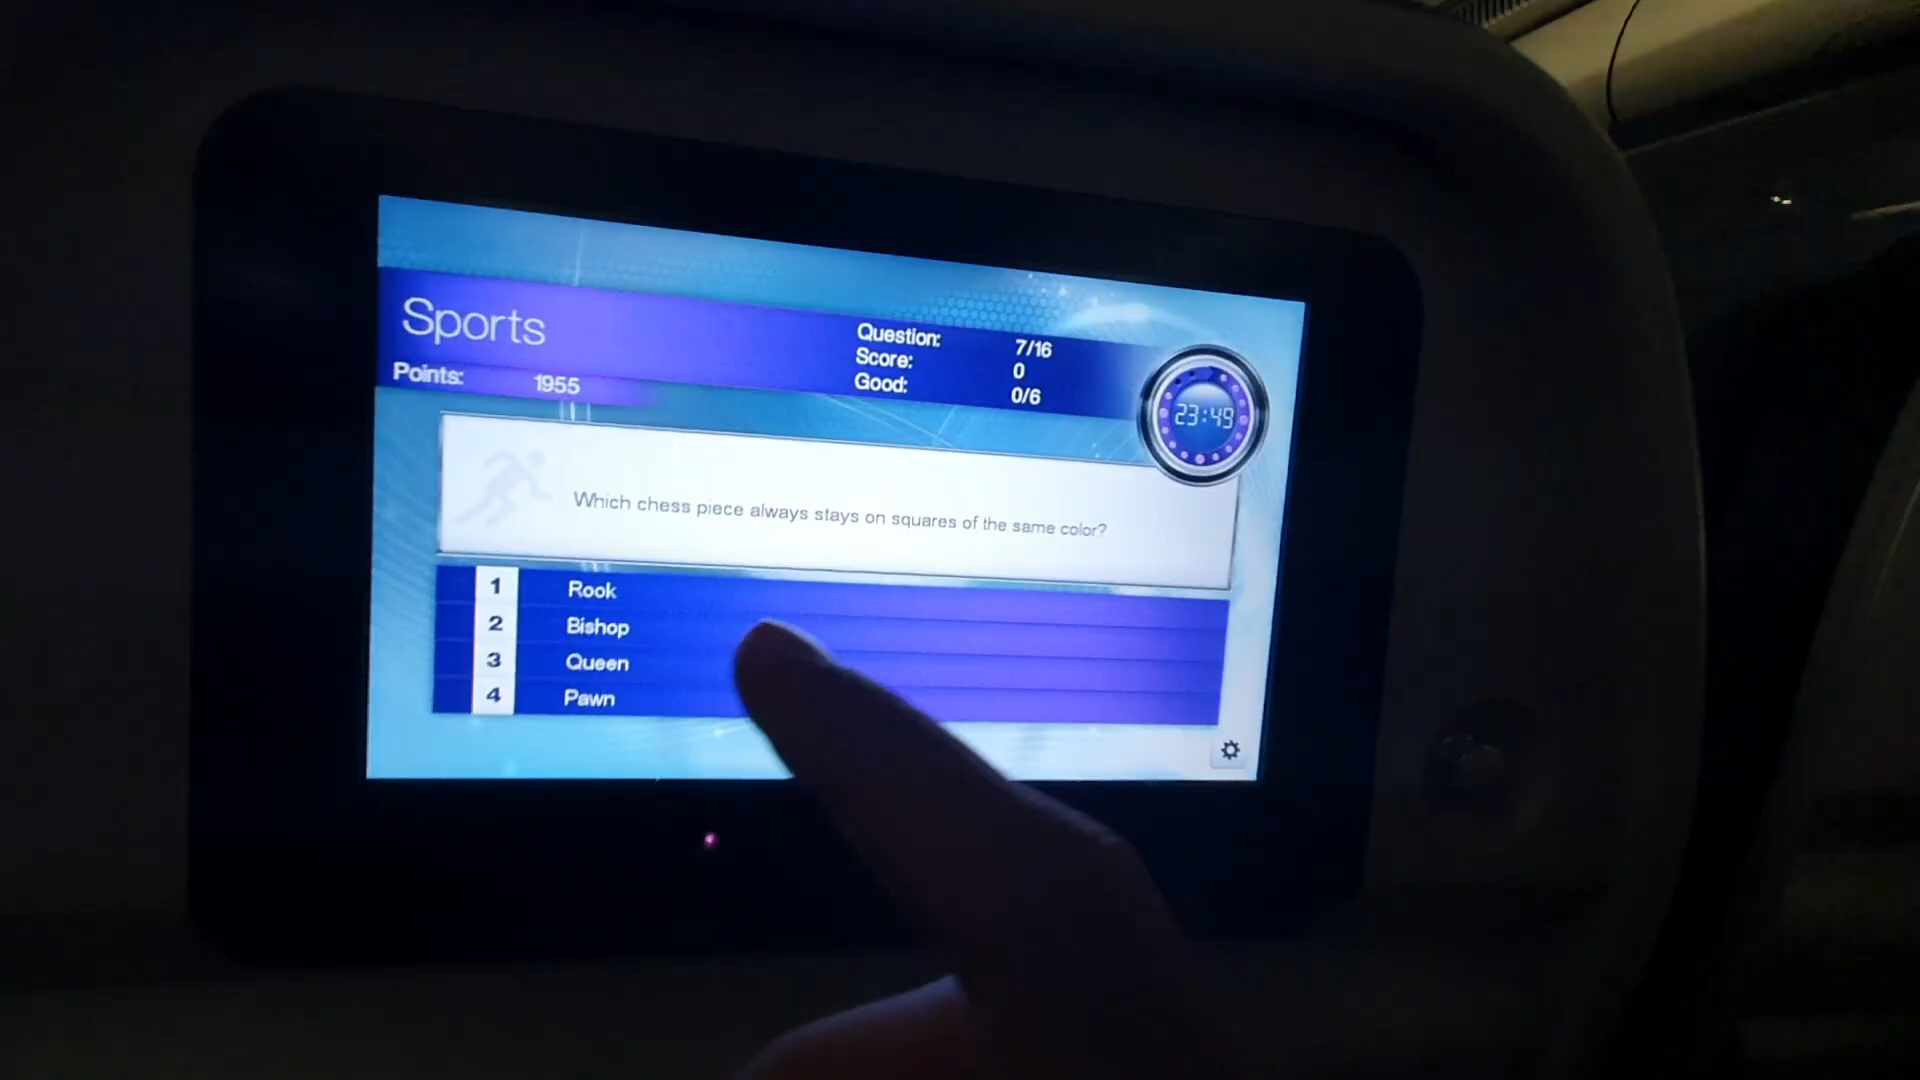 Sports
Points: 1955
Question: 7/16
Score: 0
Good: 0/6
23:49
Which chess piece always stays on squares of the same color?
1 Rook
2 Bishop
3 Queen
4 Pawn